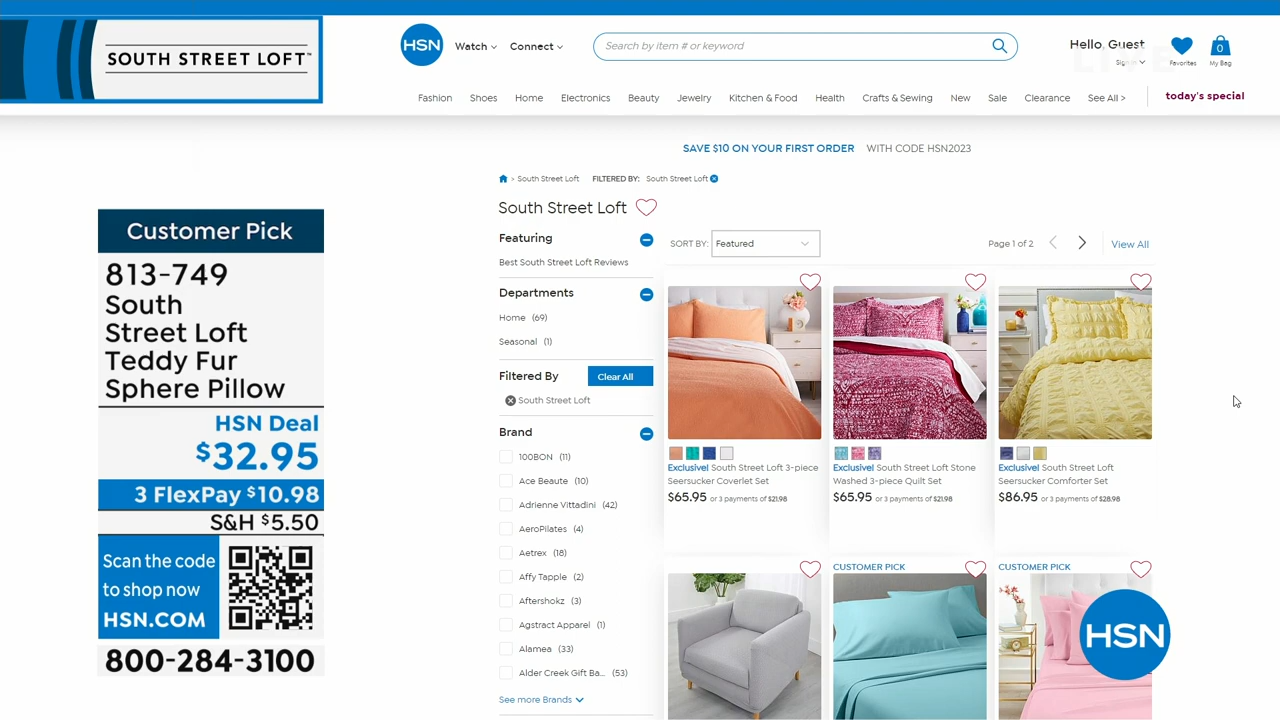 SOUTH STREET LOFT™
HSN
Watch
Connect
Search by item # or keyword
Hello, Guest
Sign In
LIVE
Favorites
0
My Bag
Fashion
Shoes
Home
Electronics
Beauty
Jewelry
Kitchen & Food
Health
Crafts & Sewing
New
Sale
Clearance
See All >
today's special
SAVE $10 ON YOUR FIRST ORDER WITH CODE HSN2023
> South Street Loft FILTERED BY: South Street Loft
South Street Loft
Customer Pick
813-749
South
Street Loft
Teddy Fur
Sphere Pillow
HSN Deal
$32.95
3 FlexPay $10.98
S&H $5.50
Scan the code
to shop now
HSN.COM
800-284-3100
Featuring
Best South Street Loft Reviews
Departments
Home (69)
Seasonal (1)
Filtered By
Clear All
South Street Loft
Brand
100BON (11)
Ace Beaute (10)
Adrienne Vittadini (42)
AeroPilates (4)
Aetrex (18)
Affy Tapple (2)
Aftershokz (3)
Agstract Apparel (1)
Alamea (33)
Alder Creek Gift Ba... (53)
See more Brands
SORT BY: Featured
Page 1 of 2
View All
Exclusive! South Street Loft 3-piece
Seersucker Coverlet Set
$65.95 or 3 payments of $21.98
Exclusive! South Street Loft Stone
Washed 3-piece Quilt Set
$65.95 or 3 payments of $21.98
Exclusive! South Street Loft
Seersucker Comforter Set
$86.95 or 3 payments of $28.98
CUSTOMER PICK
CUSTOMER PICK
HSN